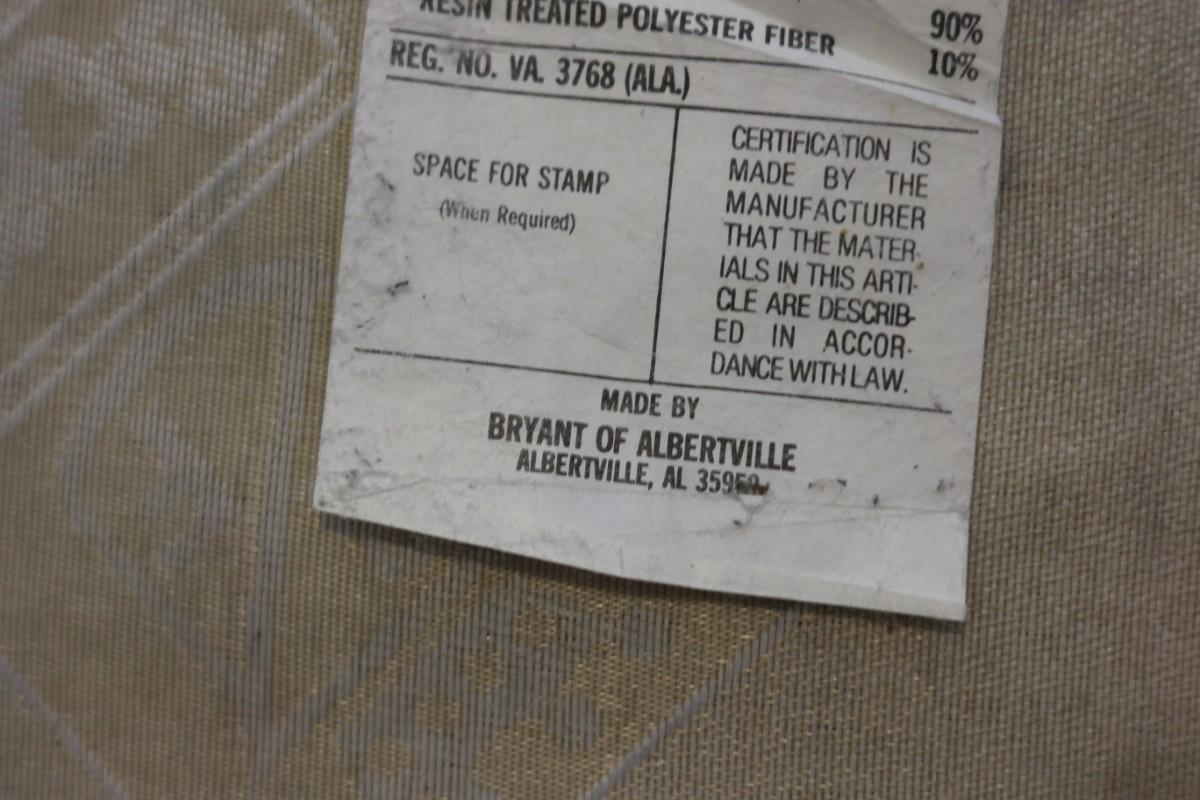 90%
RESIN TREATED POLYESTER FIBER 10%
REG. NO. VA. 3768 (ALA.)
SPACE FOR STAMP
(When Required)
CERTIFICATION IS
MADE BY THE
MANUFACTURER
THAT THE MATER-
IALS IN THIS ARTI-
CLE ARE DESCRIB-
ED IN ACCOR-
DANCE WITH LAW.
MADE BY
BRYANT OF ALBERTVILLE
ALBERTVILLE, AL